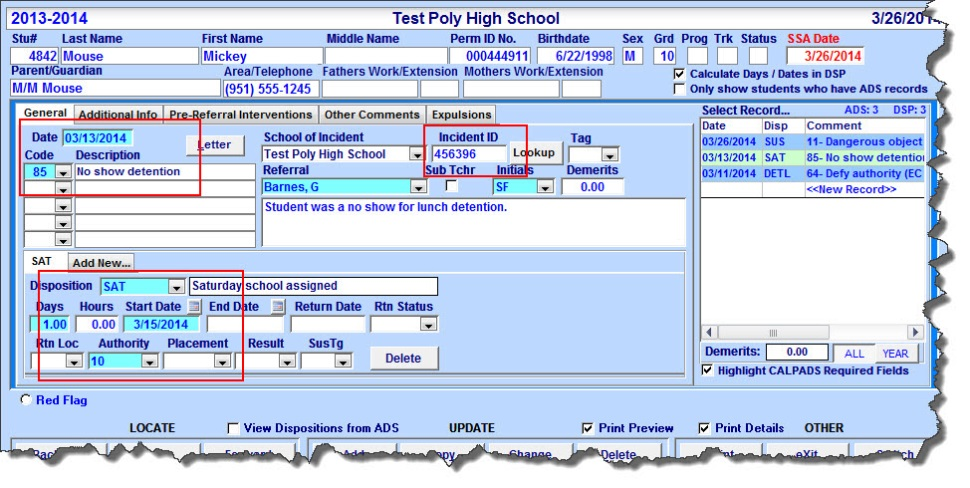 2013-2014 Test Poly High School 3/26/2014
Stu# Last Name First Name Middle Name Perm ID No. Birthdate Sex Grd Prog Trk Status SSA Date
4842 Mouse Mickey 000444911 6/22/1998 M 10 3/26/2014
Parent/Guardian Area/Telephone Fathers Work/Extension Mothers Work/Extension Calculate Days / Dates in DSP
M/M Mouse (951) 555-1245 Only show students who have ADS records
General Additional Info Pre-Referral Interventions Other Comments Expulsions Select Record... ADS: 3 DSP: 3
Date 03/13/2014 Letter School of Incident Incident ID Tag Date Disp Comment
Code Description Test Poly High School 456396 Lookup 03/26/2014 SUS 11- Dangerous object
85 No show detention Referral Sub Tchr Initials Demerits 03/13/2014 SAT 85- No show detention
Barnes, G SF 0.00 03/11/2014 DETL 64- Defy authority (EC
Student was a no show for lunch detention. <<New Record>>
SAT Add New...
Disposition SAT Saturday school assigned
Days Hours Start Date End Date Return Date Rtn Status
1.00 0.00 3/15/2014
Rtn Loc Authority Placement Result SusTg Delete
10
Demerits: 0.00 ALL YEAR
Highlight CALPADS Required Fields
Red Flag
LOCATE View Dispositions from ADS UPDATE Print Preview Print Details OTHER
Change Delete eXit